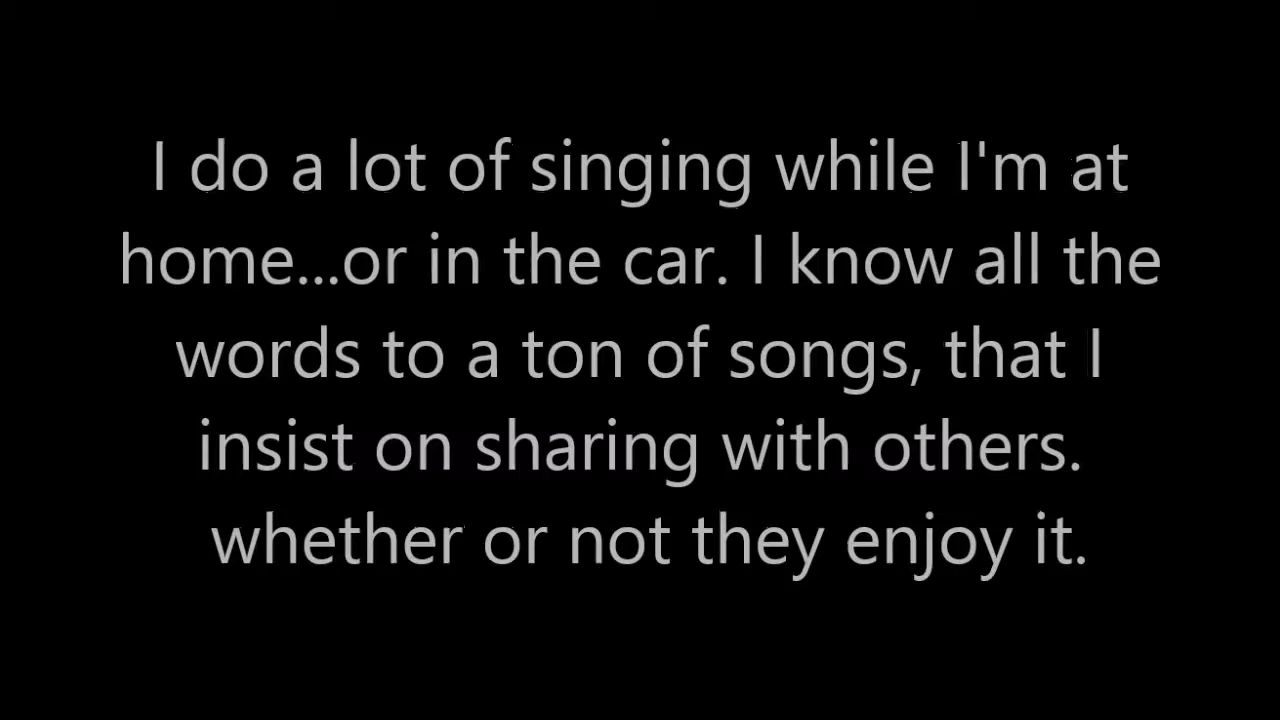 I do a lot of singing while I'm at
home...or in the car. I know all the
words to a ton of songs, that I
insist on sharing with others.
whether or not they enjoy it.